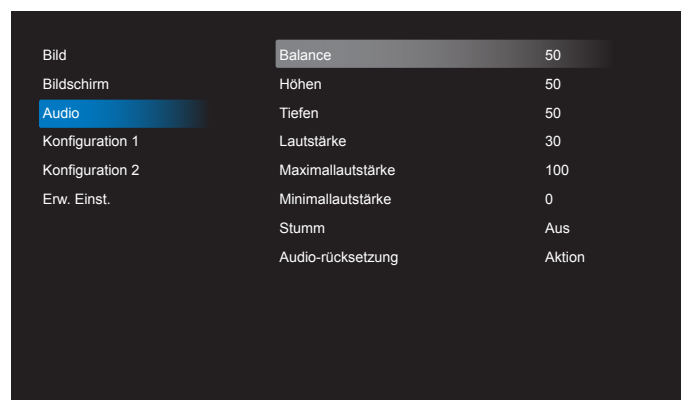 Bild
Bildschirm
Audio
Konfiguration 1
Konfiguration 2
Erw. Einst.
Balance 50
Höhen 50
Tiefen 50
Lautstärke 30
Maximallautstärke 100
Minimallautstärke 0
Stumm Aus
Audio-rücksetzung Aktion